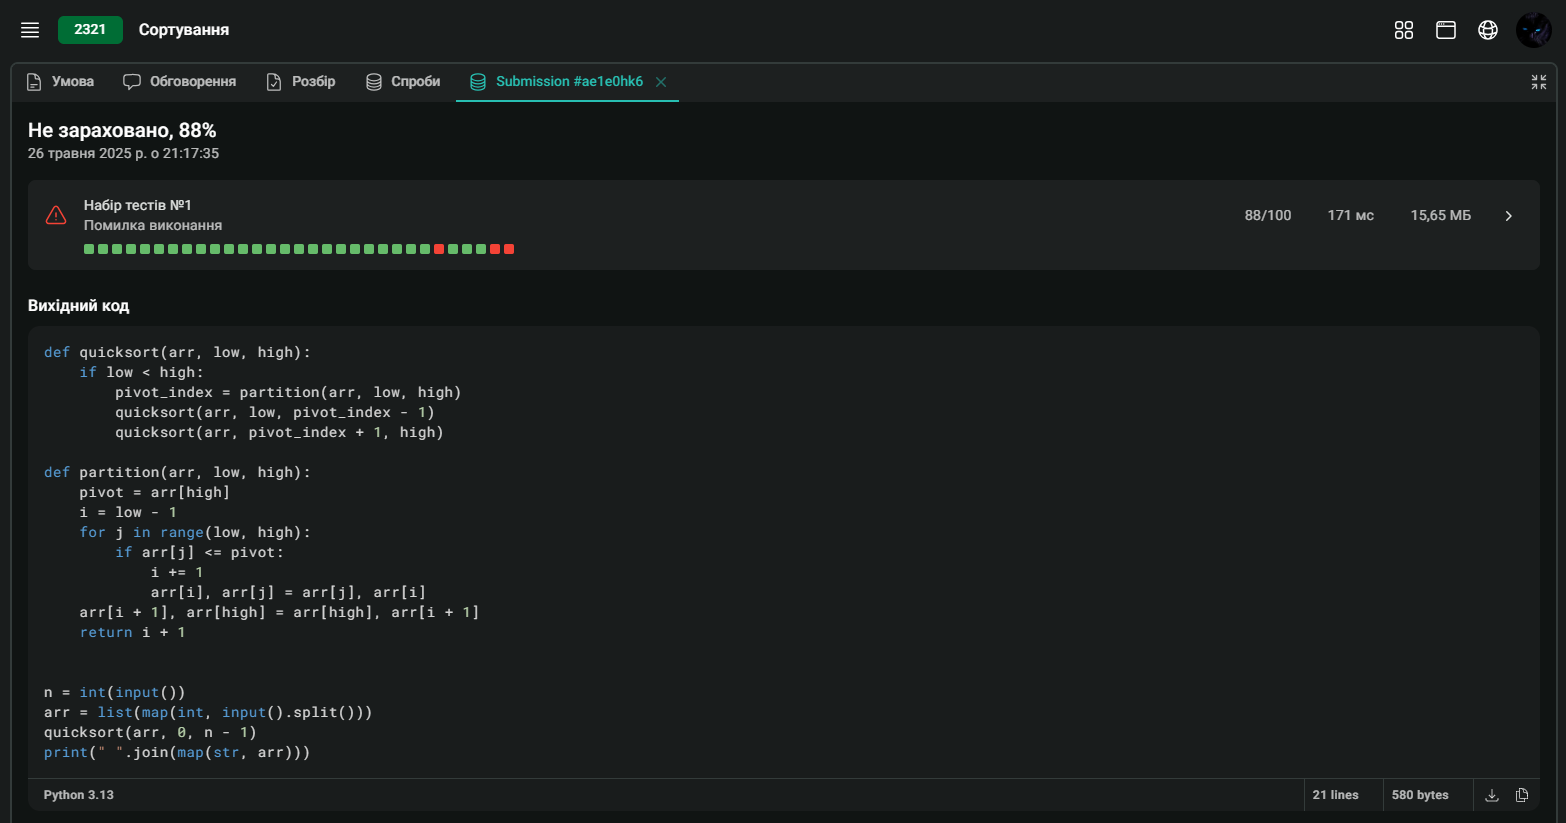 2321 Сортування
Умова Обговорення Розбір Спроби Submission #ae1e0hk6
Не зараховано, 88%
26 травня 2025 р. о 21:17:35
Набір тестів №1
Помилка виконання
88/100 171 мс 15,65 МБ
Вихідний код
def quicksort(arr, low, high):
    if low < high:
        pivot_index = partition(arr, low, high)
        quicksort(arr, low, pivot_index - 1)
        quicksort(arr, pivot_index + 1, high)
def partition(arr, low, high):
    pivot = arr[high]
    i = low - 1
    for j in range(low, high):
        if arr[j] <= pivot:
            i += 1
            arr[i], arr[j] = arr[j], arr[i]
    arr[i + 1], arr[high] = arr[high], arr[i + 1]
    return i + 1
n = int(input())
arr = list(map(int, input().split()))
quicksort(arr, 0, n - 1)
print(" ".join(map(str, arr)))
Python 3.13 21 lines 580 bytes